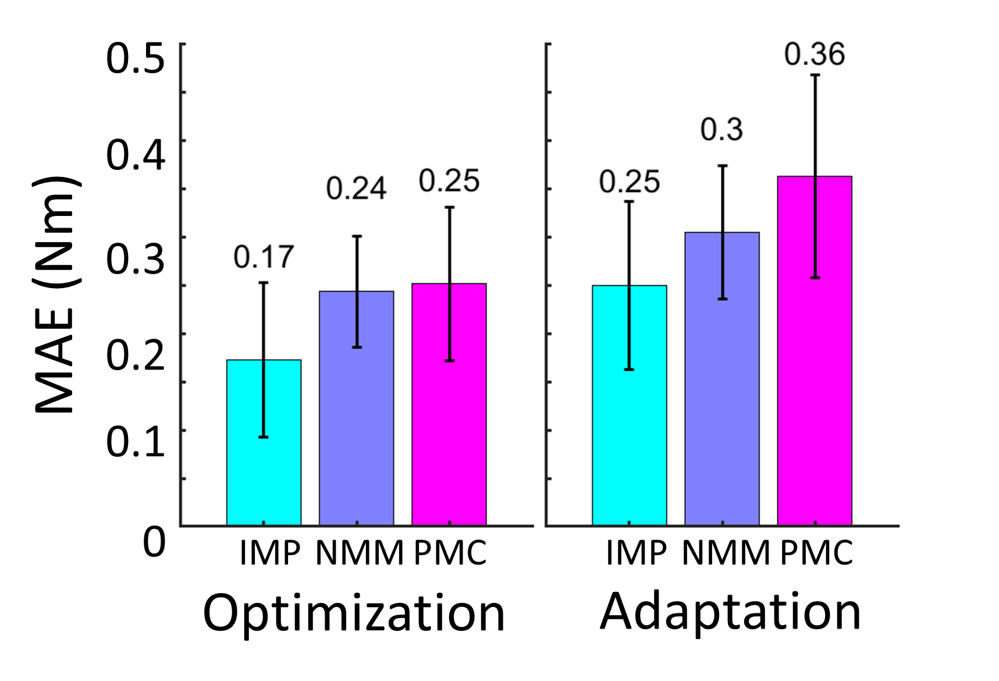 MAE (Nm)
0.5
0.4
0.3
0.2
0.1
0
0.17
0.24
0.25
IMP NMM PMC
Optimization
0.25
0.3
0.36
IMP NMM PMC
Adaptation